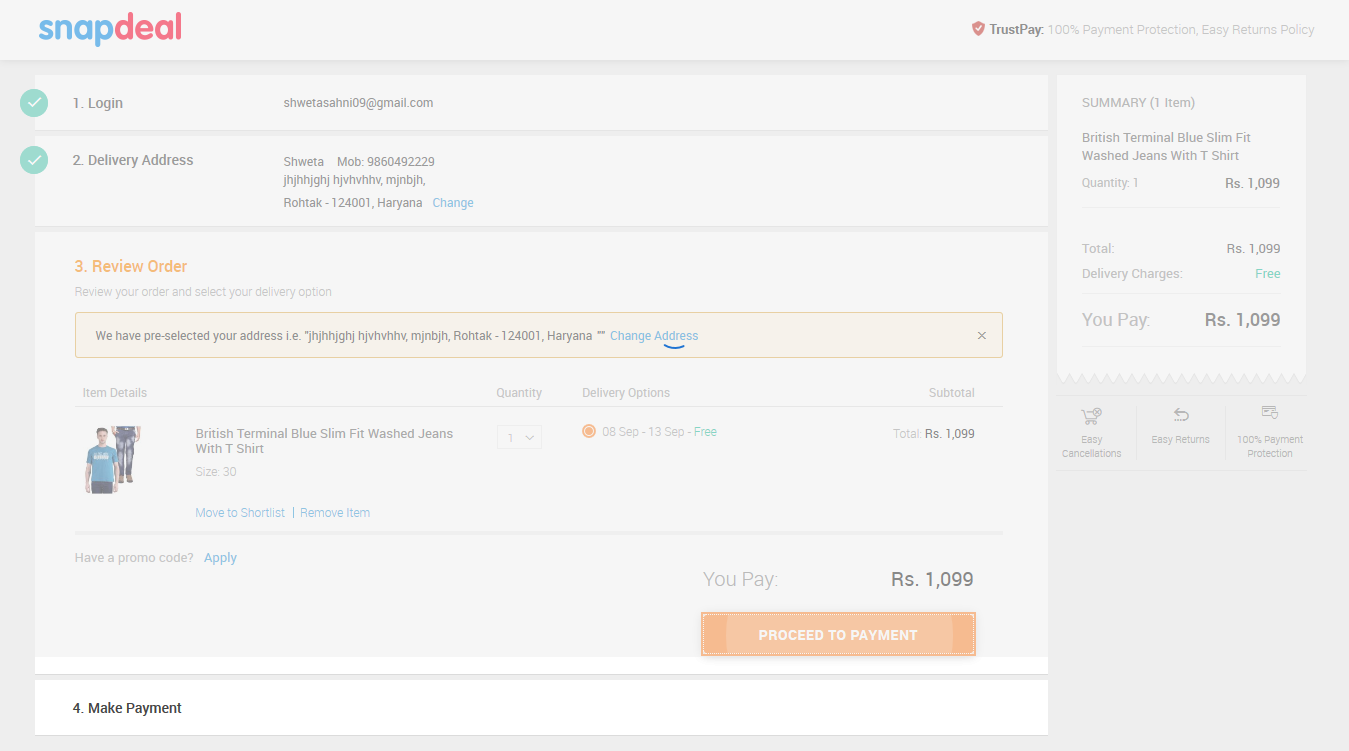 snapdeal
TrustPay: 100% Payment Protection, Easy Returns Policy
1. Login
shwetasahni09@gmail.com
2. Delivery Address
Shweta Mob: 9860492229
jhjhhjghj hjvhvhhv, mjnbjh,
Rohtak - 124001, Haryana Change
3. Review Order
Review your order and select your delivery option
We have pre-selected your address i.e. "jhjhhjghj hjvhvhhv, mjnbjh, Rohtak - 124001, Haryana "" Change Address ×
Item Details Quantity Delivery Options Subtotal
British Terminal Blue Slim Fit Washed Jeans
With T Shirt
Size: 30
1
08 Sep - 13 Sep - Free
Total: Rs. 1,099
Move to Shortlist | Remove Item
Have a promo code? Apply
You Pay: Rs. 1,099
PROCEED TO PAYMENT
4. Make Payment
SUMMARY (1 Item)
British Terminal Blue Slim Fit
Washed Jeans With T Shirt
Quantity: 1 Rs. 1,099
Total: Rs. 1,099
Delivery Charges: Free
You Pay: Rs. 1,099
Easy
Cancellations
Easy Returns
100% Payment
Protection